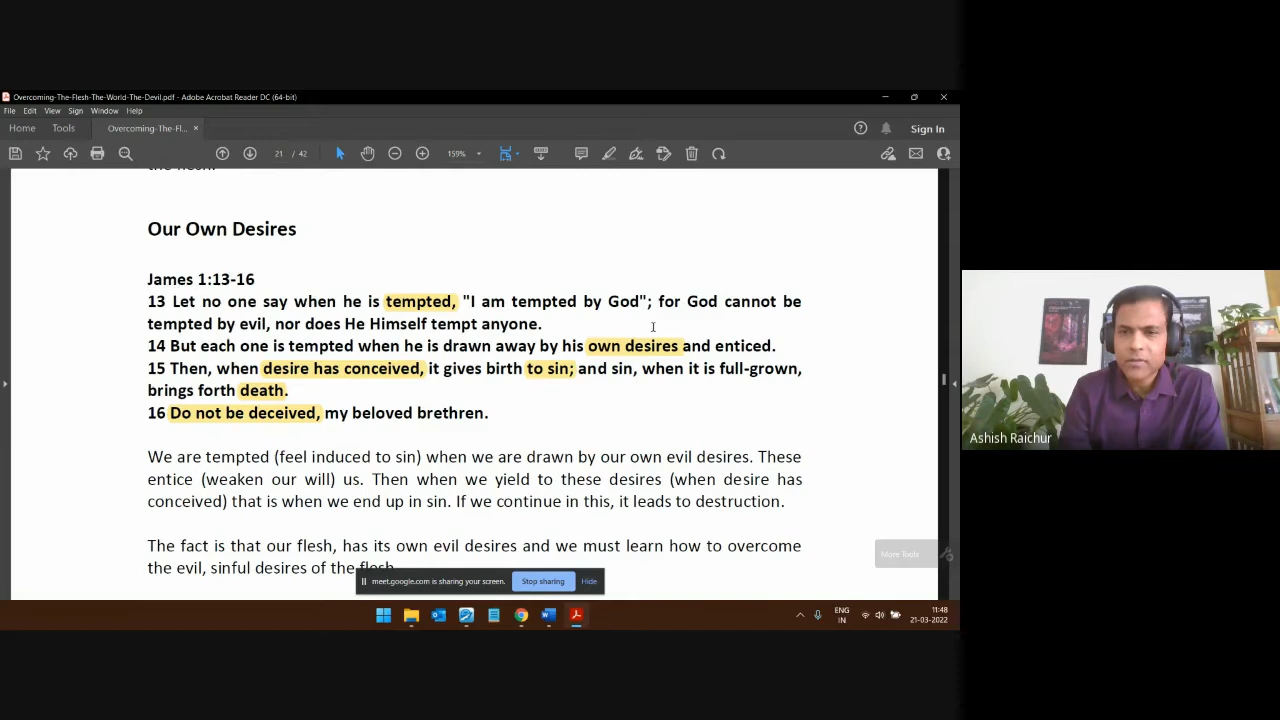 Overcoming-The-Flesh-The-World-The-Devil.pdf - Adobe Acrobat Reader DC (64-bit)
File Edit View Sign Window Help
Home Tools Overcoming-The-Fl... × Sign In
21 / 42 159%
Our Own Desires
James 1:13-16
13 Let no one say when he is tempted, "I am tempted by God"; for God cannot be
tempted by evil, nor does He Himself tempt anyone.
14 But each one is tempted when he is drawn away by his own desires and enticed.
15 Then, when desire has conceived, it gives birth to sin; and sin, when it is full-grown,
brings forth death.
16 Do not be deceived, my beloved brethren.
We are tempted (feel induced to sin) when we are drawn by our own evil desires. These
entice (weaken our will) us. Then when we yield to these desires (when desire has
conceived) that is when we end up in sin. If we continue in this, it leads to destruction.
The fact is that our flesh, has its own evil desires and we must learn how to overcome
the evil, sinful desires of the flesh.
More Tools
meet.google.com is sharing your screen. Stop sharing Hide
ENG
IN
11:48
21-03-2022
Ashish Raichur